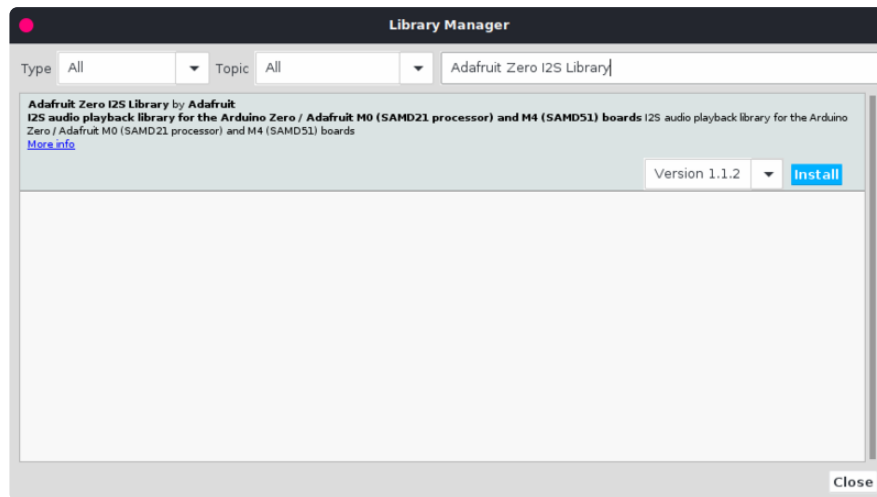 Library Manager
Type All Topic All Adafruit Zero I2S Library
Adafruit Zero I2S Library by Adafruit
I2S audio playback library for the Arduino Zero / Adafruit M0 (SAMD21 processor) and M4 (SAMD51) boards I2S audio playback library for the Arduino
Zero / Adafruit M0 (SAMD21 processor) and M4 (SAMD51) boards
More info
Version 1.1.2 Install
Close